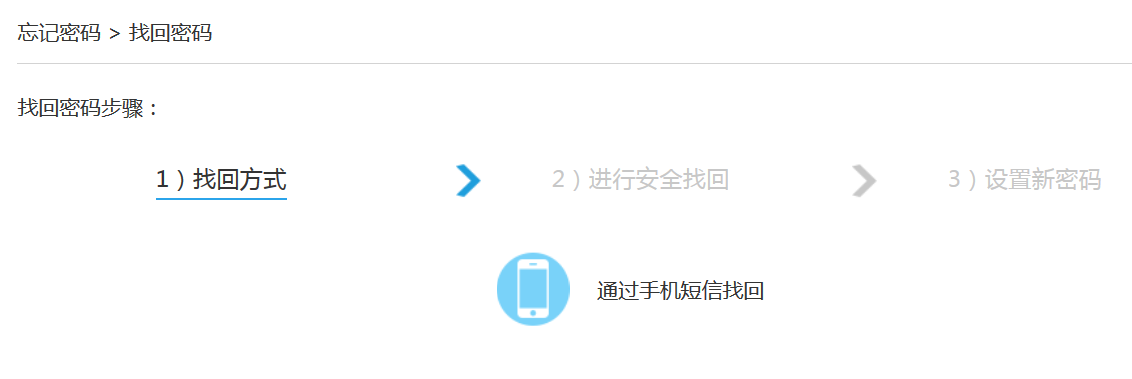 忘记密码 > 找回密码
找回密码步骤：
1）找回方式
2）进行安全找回
3）设置新密码
通过手机短信找回